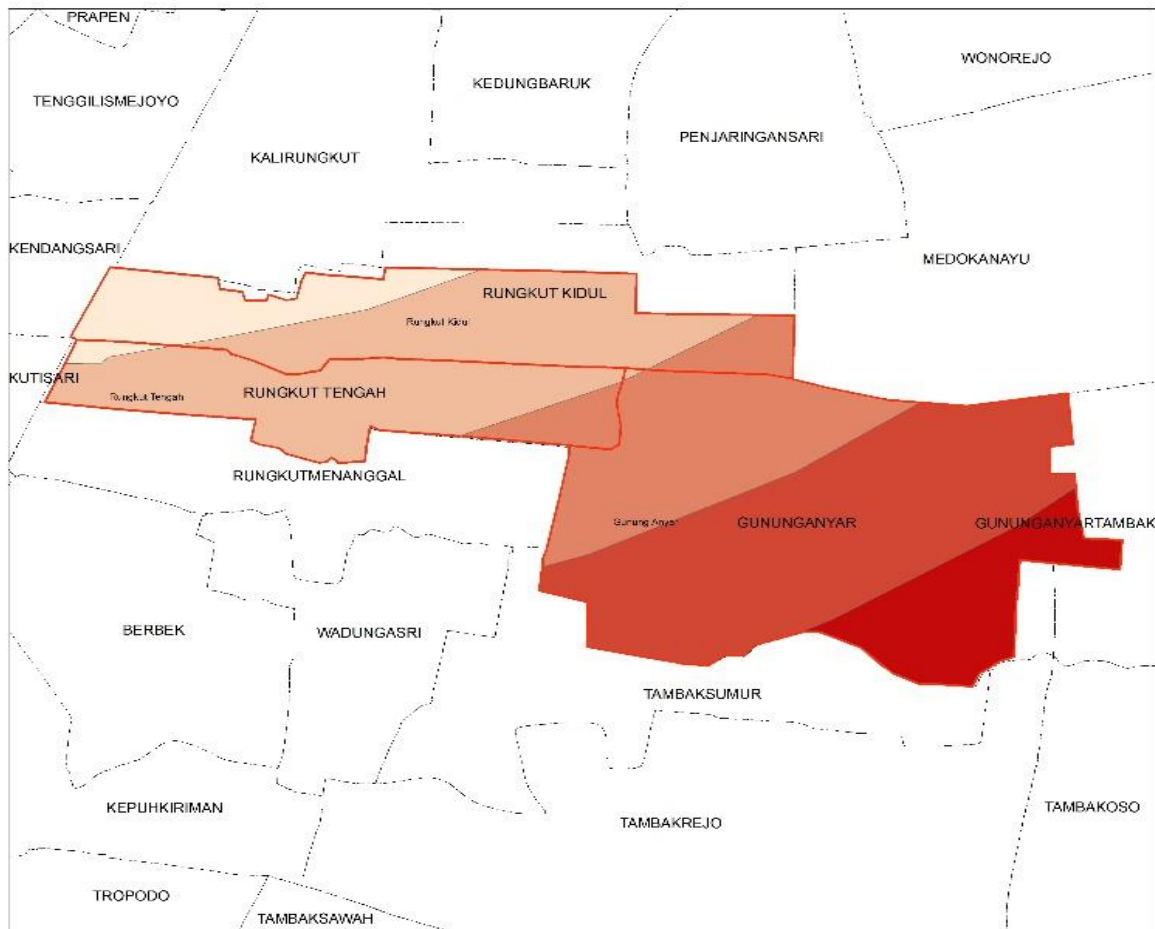 PRAPEN
WONOREJO
KEDUNGBARUK
TENGGILISMEJOYO
PENJARINGANSARI
KALIRUNGKUT
KENDANGSARI
MEDOKANAYU
RUNGKUT KIDUL
Rungkut Kidul
KUTISARI
RUNGKUT TENGAH
Rungkut Tengah
RUNGKUTMENANGGAL
Gunung Anyar
GUNUNGANYAR
GUNUNGANYARTAMBAK
BERBEK
WADUNGASRI
TAMBAKSUMUR
KEPUHKIRIMAN
TAMBAKREJO
TAMBAKOSO
TROPODO
TAMBAKSAWAH